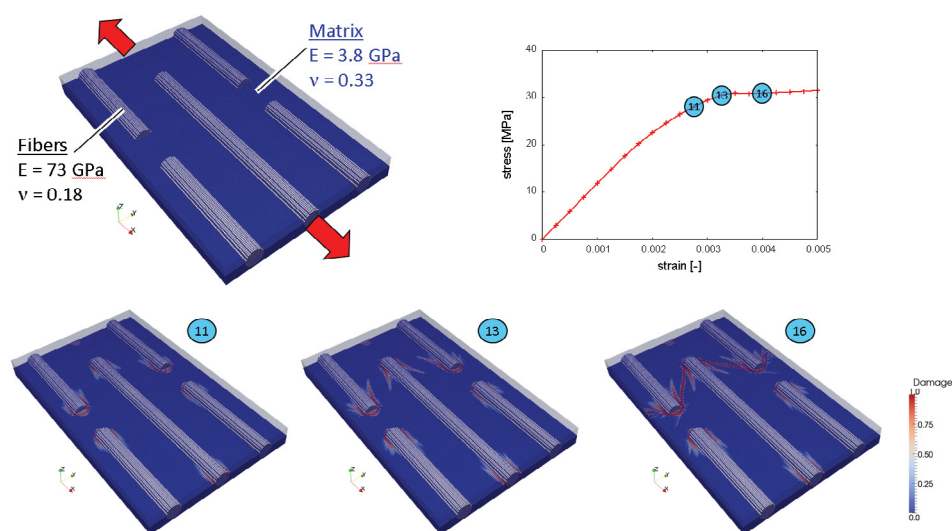 Matrix
E = 3.8 GPa
ν = 0.33
Fibers
E = 73 GPa
ν = 0.18
Z
Y
X
stress [MPa]
40
30
20
10
0
11
13
16
0
0.001
0.002
0.003
0.004
0.005
strain [-]
11
13
16
Z
Y
X
Z
Y
X
Z
Y
X
Damage
1.0
0.75
0.50
0.25
0.0